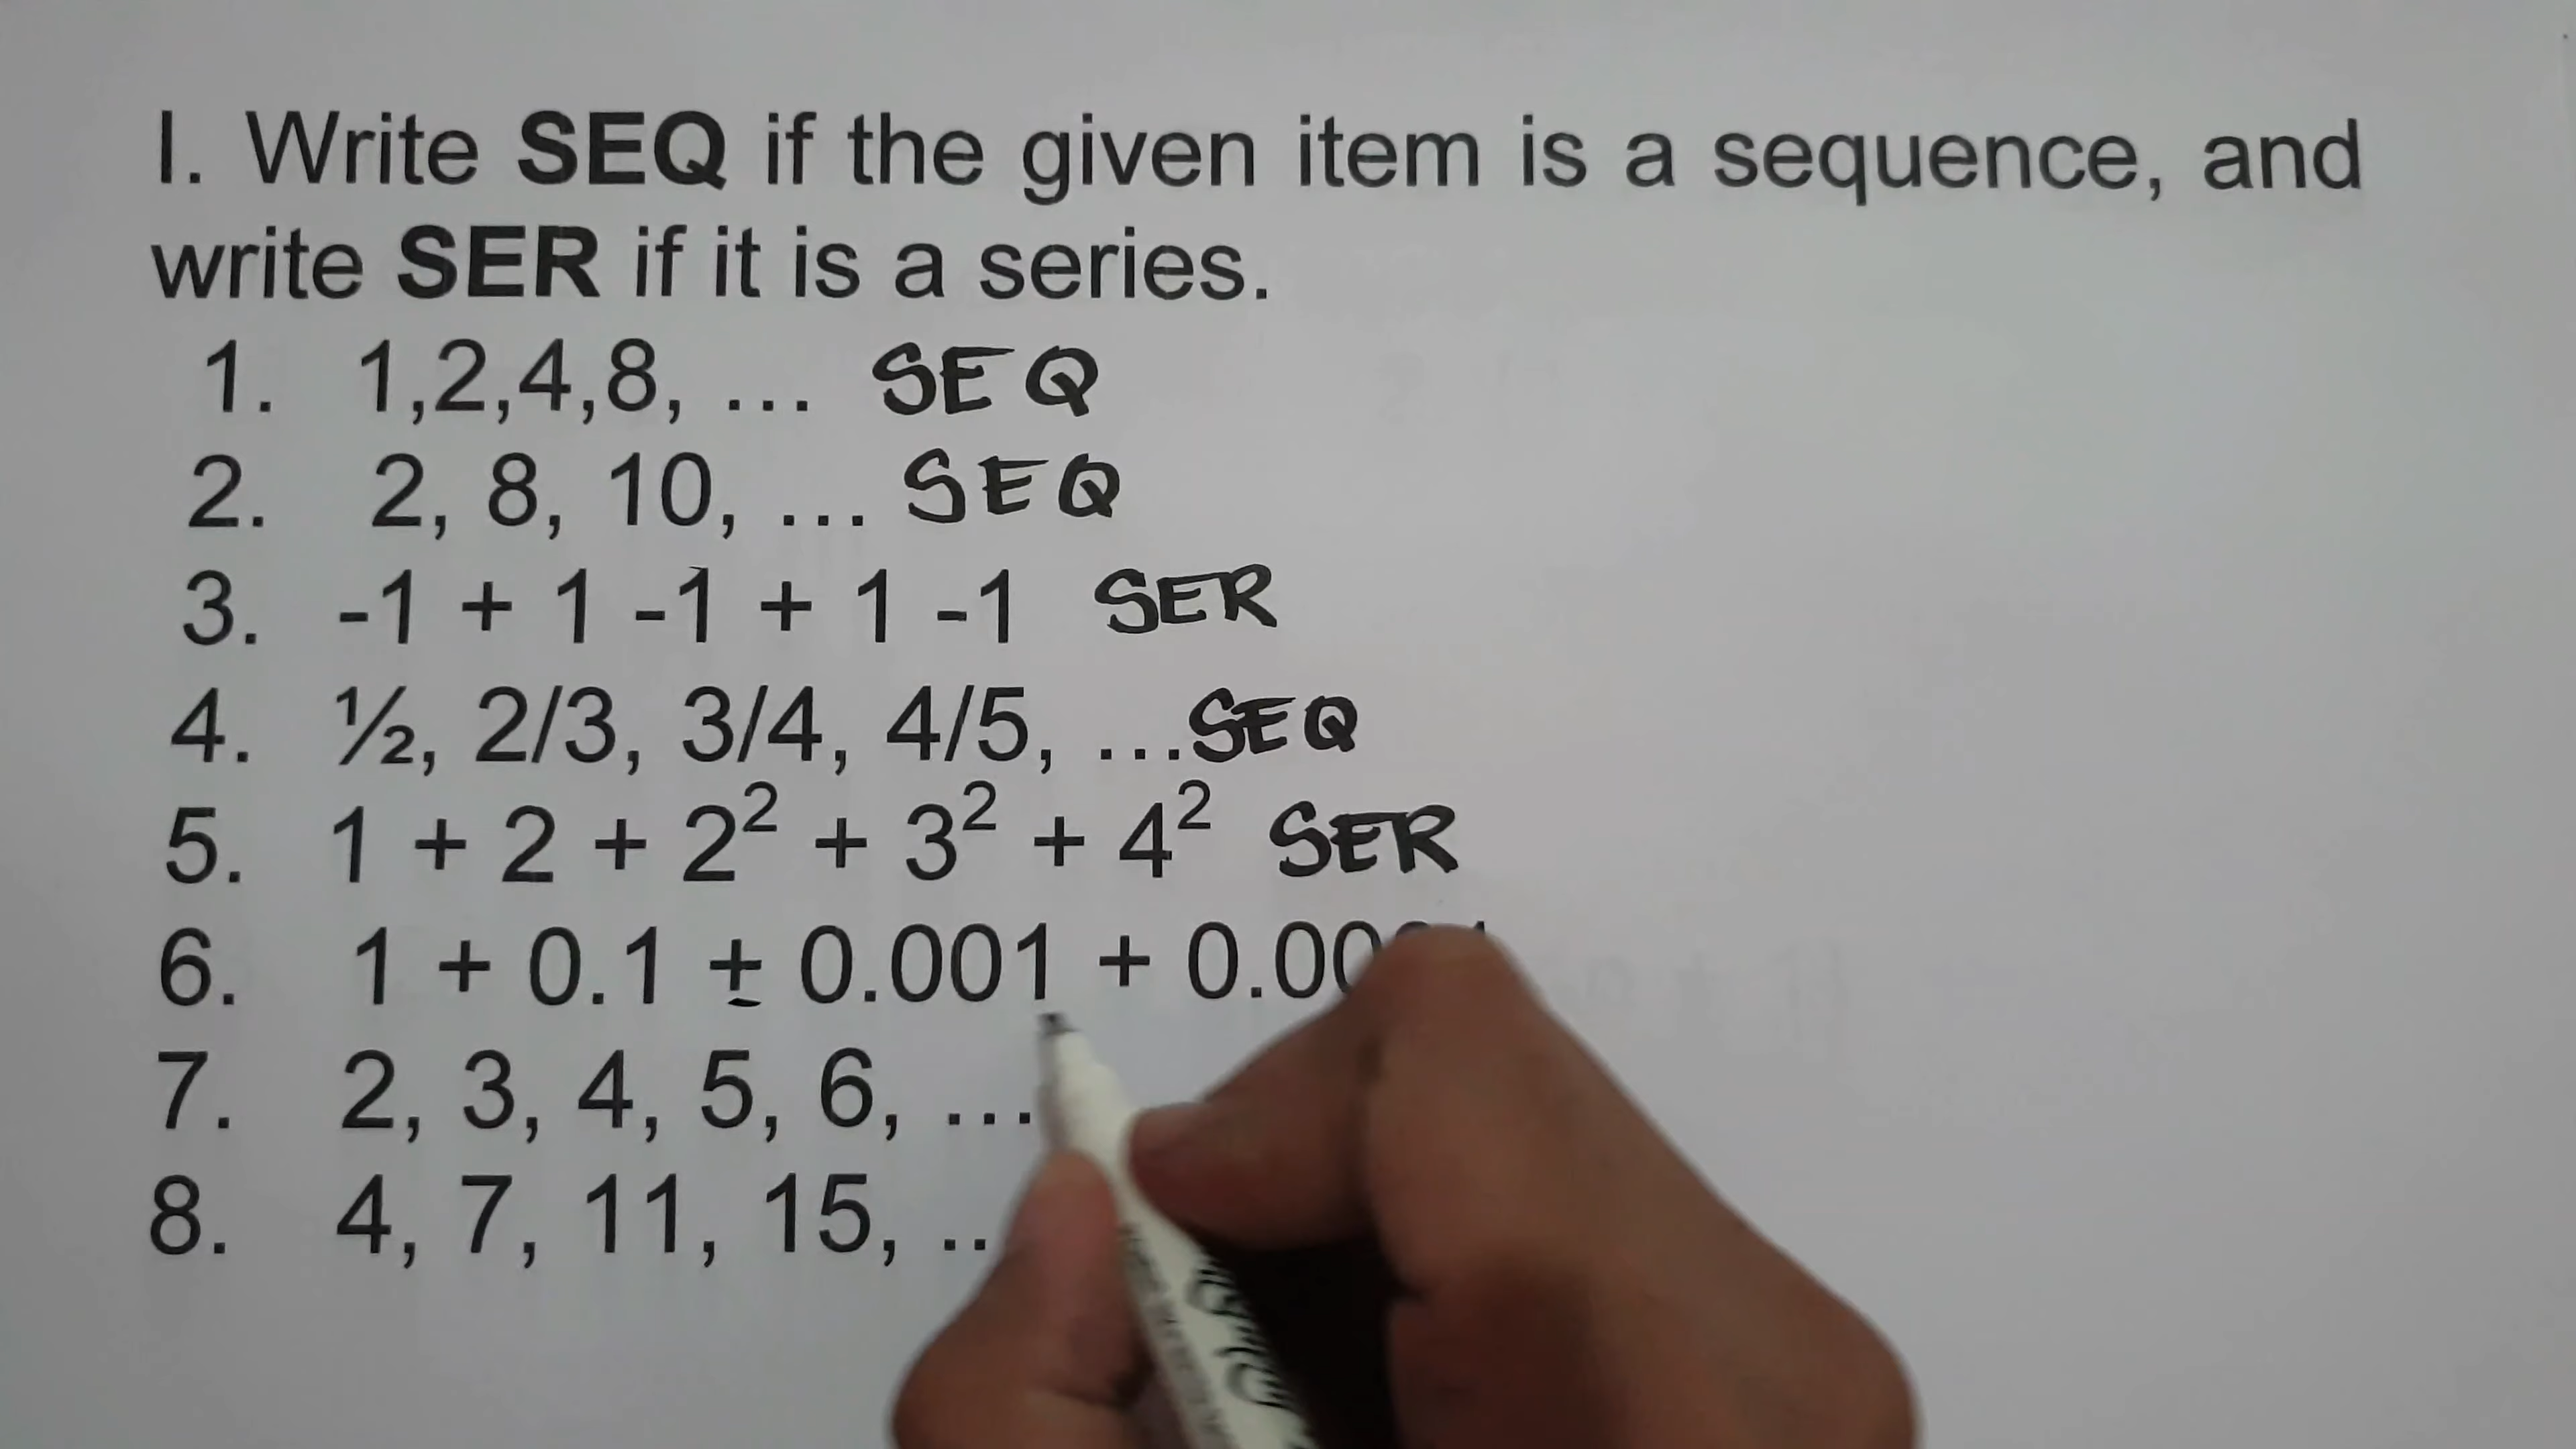 I. Write SEQ if the given item is a sequence, and
write SER if it is a series.
1. 1,2,4,8, ... SEQ
2. 2, 8, 10, ... SEQ
3. -1 + 1 -1 + 1 -1 SER
4. ½, 2/3, 3/4, 4/5, ...SEQ
5. 1 + 2 + 2² + 3² + 4² SER
6. 1 + 0.1 + 0.001 +
7. 2, 3, 4, 5, 6, ...
8. 4, 7, 11, 15, ..